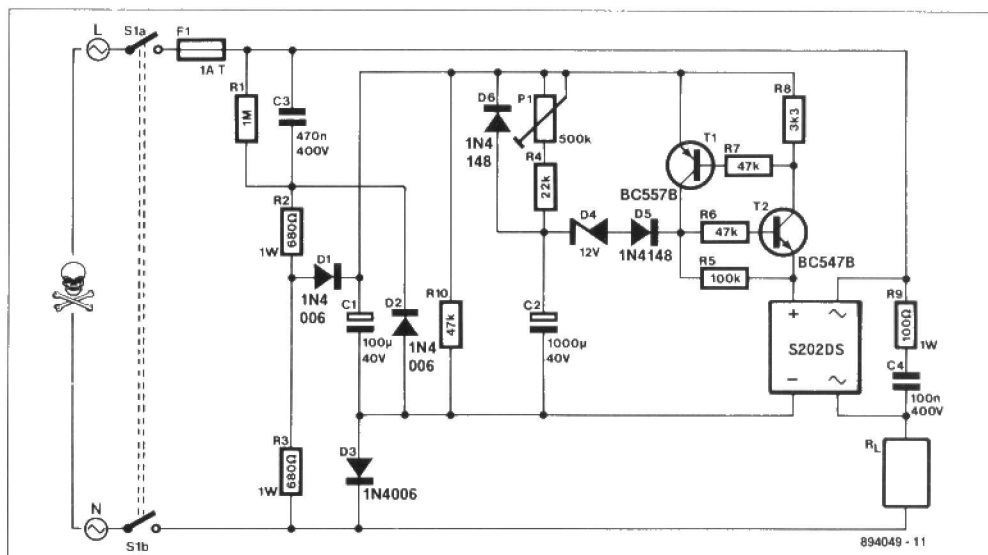 L
S1a
F1
1A T
R1
1M
C3
470n
400V
R2
680Ω
1W
D1
1N4
006
C1
100µ
40V
D2
1N4
006
R10
47k
D6
1N4
148
P1
500k
R4
22k
D4
12V
D5
1N4148
C2
1000µ
40V
T1
BC557B
R7
47k
R8
3k3
T2
BC547B
R6
47k
R5
100k
+ ~
S202DS
− ~
R9
100Ω
1W
C4
100n
400V
RL
R3
680Ω
1W
D3
1N4006
N
S1b
894049 - 11